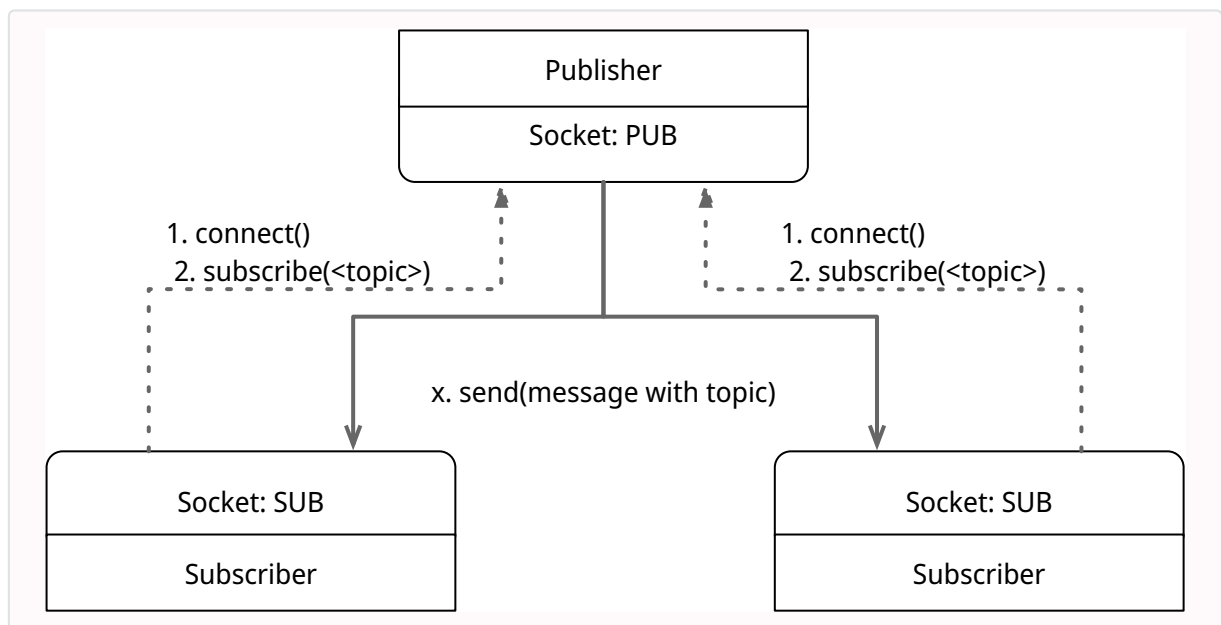 Publisher
Socket: PUB
1. connect()
2. subscribe(<topic>)
1. connect()
2. subscribe(<topic>)
x. send(message with topic)
Socket: SUB
Subscriber
Socket: SUB
Subscriber